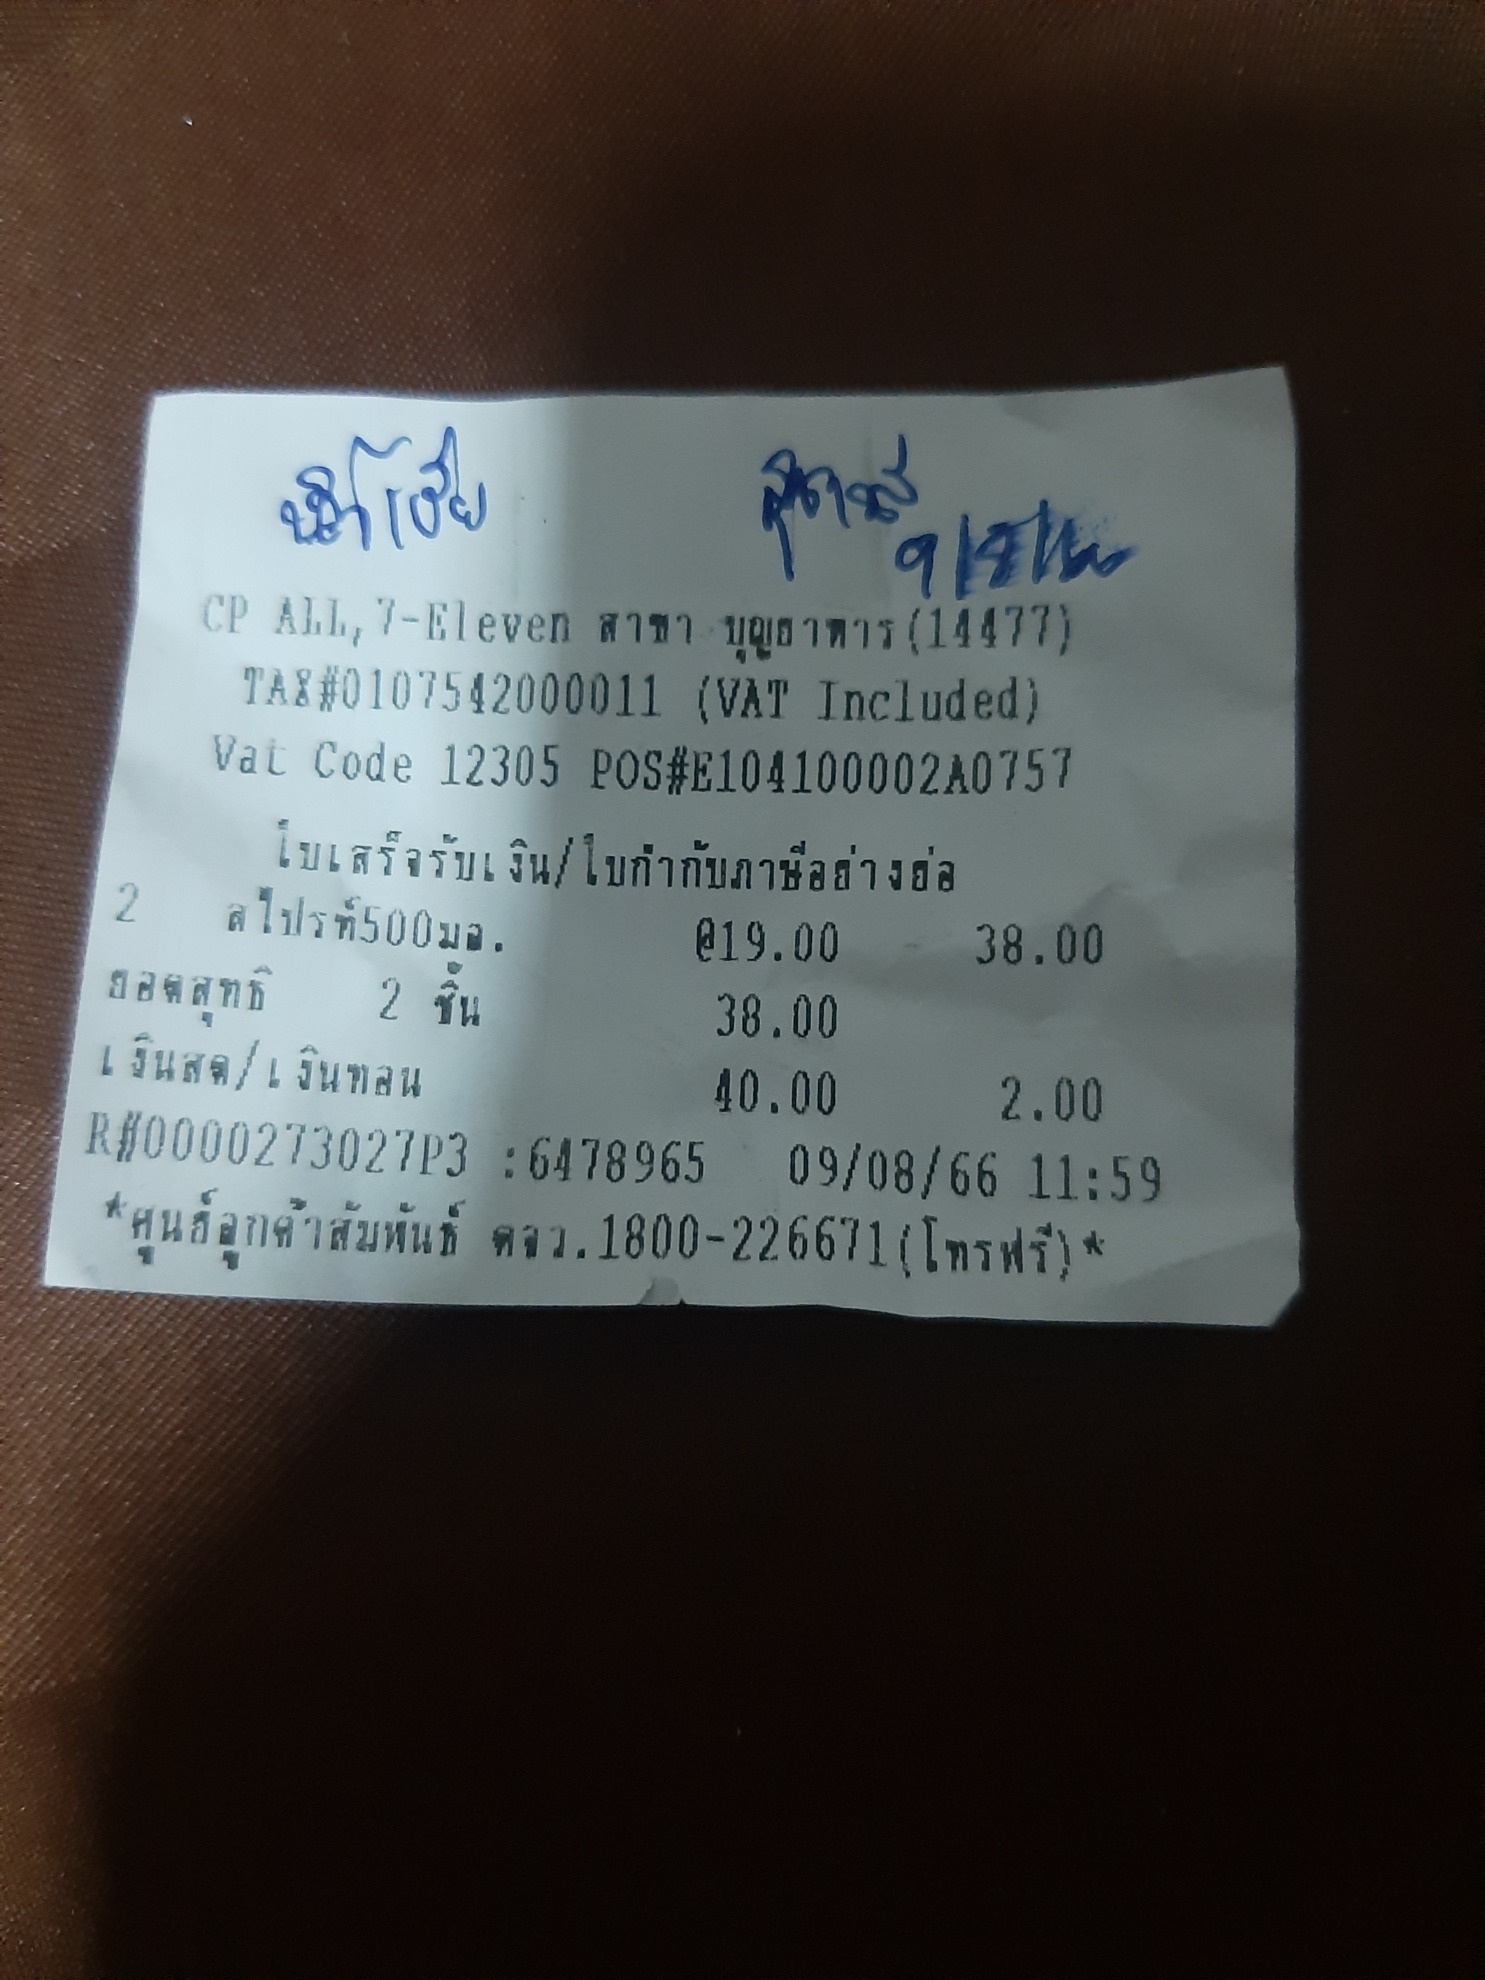 CP ALL,7-Eleven สาขา บุญธาหาร(14477)
TAX#0107542000011 (VAT Included)
Vat Code 12305 POS#E104100002A0757
ใบเสร็จรับเงิน/ใบกำกับภาษีอย่างย่อ
2 สไปรท์500มล. @19.00 38.00
ยอดสุทธิ 2 ชิ้น 38.00
เงินสด/เงินทอน 40.00 2.00
R#0000273027P3 :6478965 09/08/66 11:59
*ศูนย์ลูกค้าสัมพันธ์ ตจว.1800-226671(โทรฟรี)*